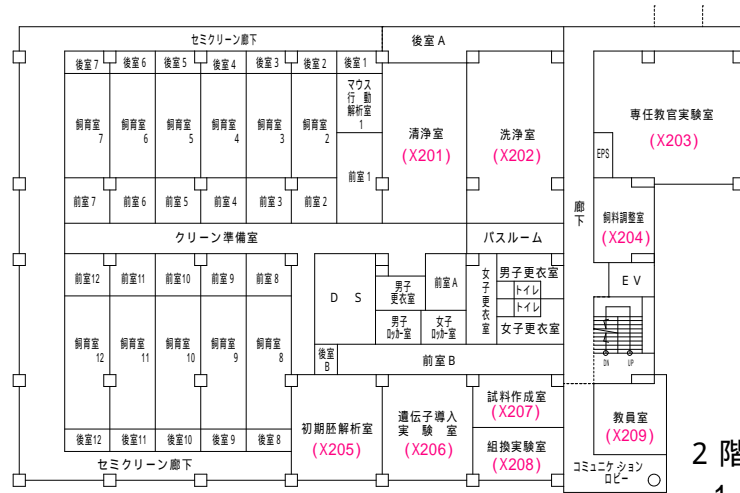 セミクリーン廊下
後室A
後室7
後室6
後室5
後室4
後室3
後室2
後室1
マウス
行動
解析室
1
飼育室
7
飼育室
6
飼育室
5
飼育室
4
飼育室
3
飼育室
2
清浄室
(X201)
洗浄室
(X202)
専任教官実験室
(X203)
EPS
前室1
前室7
前室6
前室5
前室4
前室3
前室2
廊下
飼料調整室
(X204)
クリーン準備室
パスルーム
前室12
前室11
前室10
前室9
前室8
D S
男子
更衣室
前室A
女子更衣室
男子更衣室
トイレ
トイレ
女子更衣室
EV
男子
ロッカー室
女子
ロッカー室
飼育室
12
飼育室
11
飼育室
10
飼育室
9
飼育室
8
後室
B
前室B
DN
UP
初期胚解析室
(X205)
遺伝子導入
実験室
(X206)
試料作成室
(X207)
組換実験室
(X208)
教員室
(X209)
後室12
後室11
後室10
後室9
後室8
セミクリーン廊下
コミュニケーション
ロビー
2階